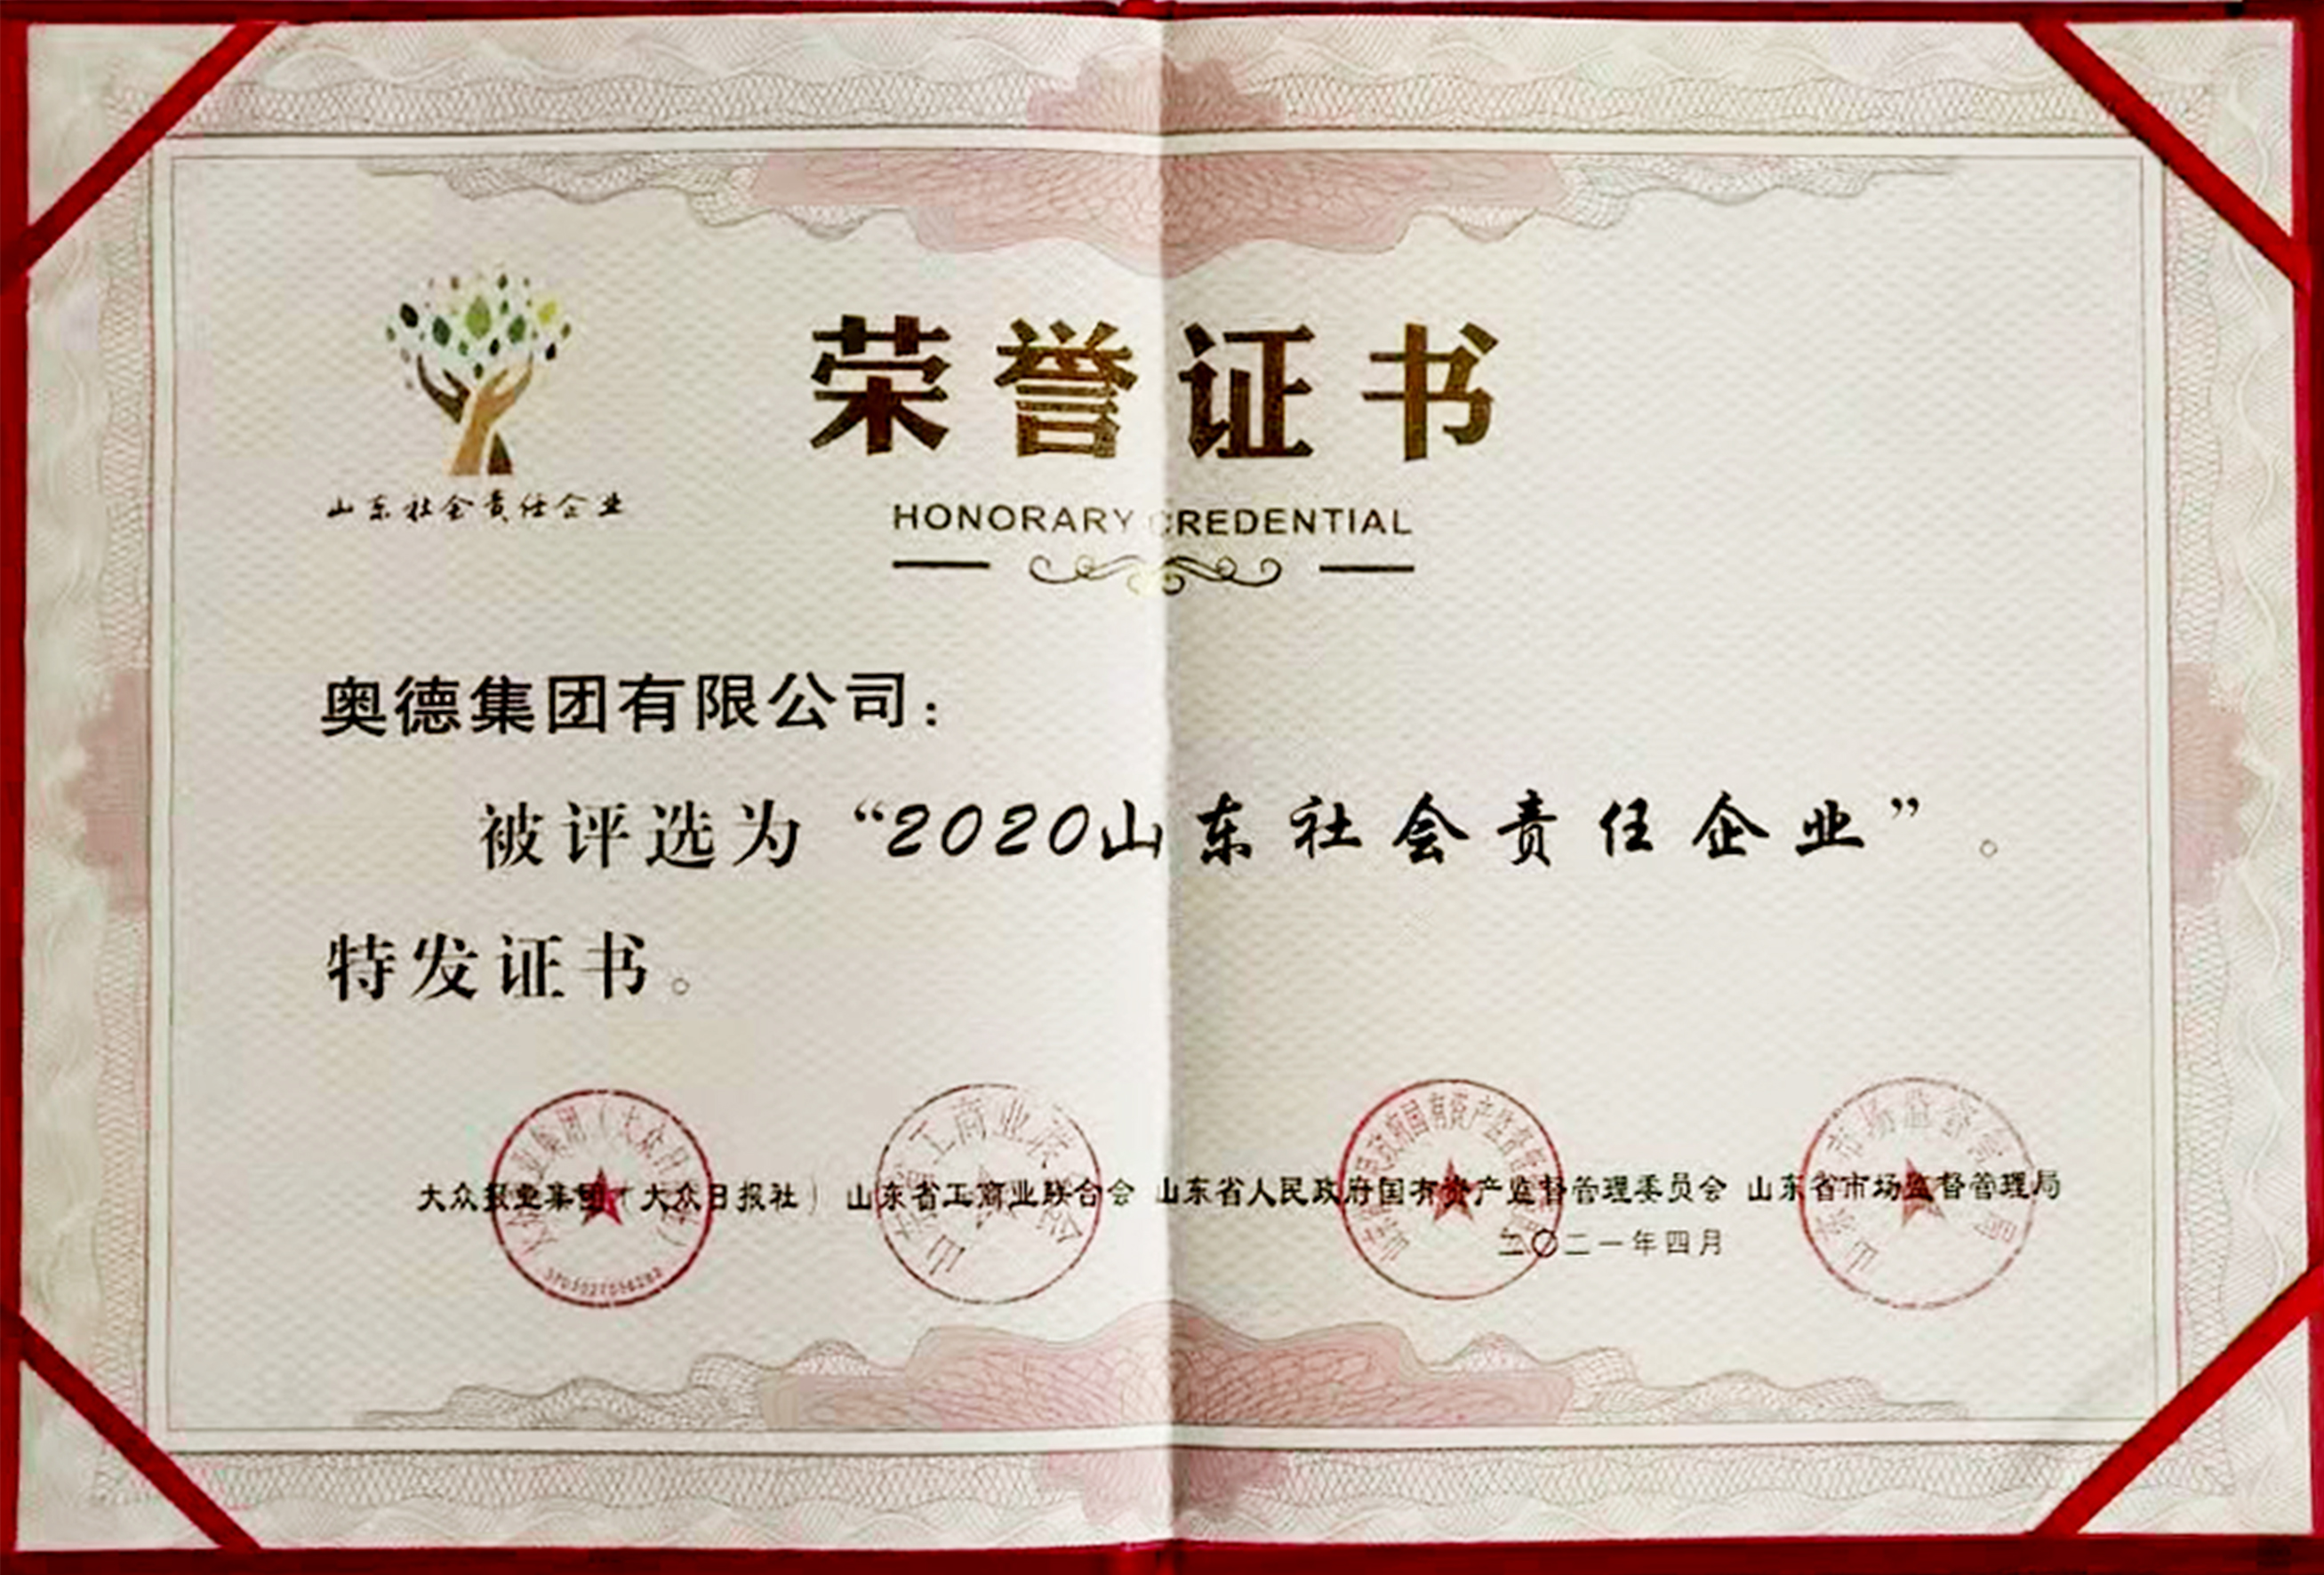 荣誉证书
山东社会责任企业
HONORARY CREDENTIAL
奥德集团有限公司：
被评选为“2020山东社会责任企业”。
特发证书。
大众报业集团（大众日报社） 山东省工商业联合会 山东省人民政府国有资产监督管理委员会 山东省市场监督管理局
二〇二一年四月